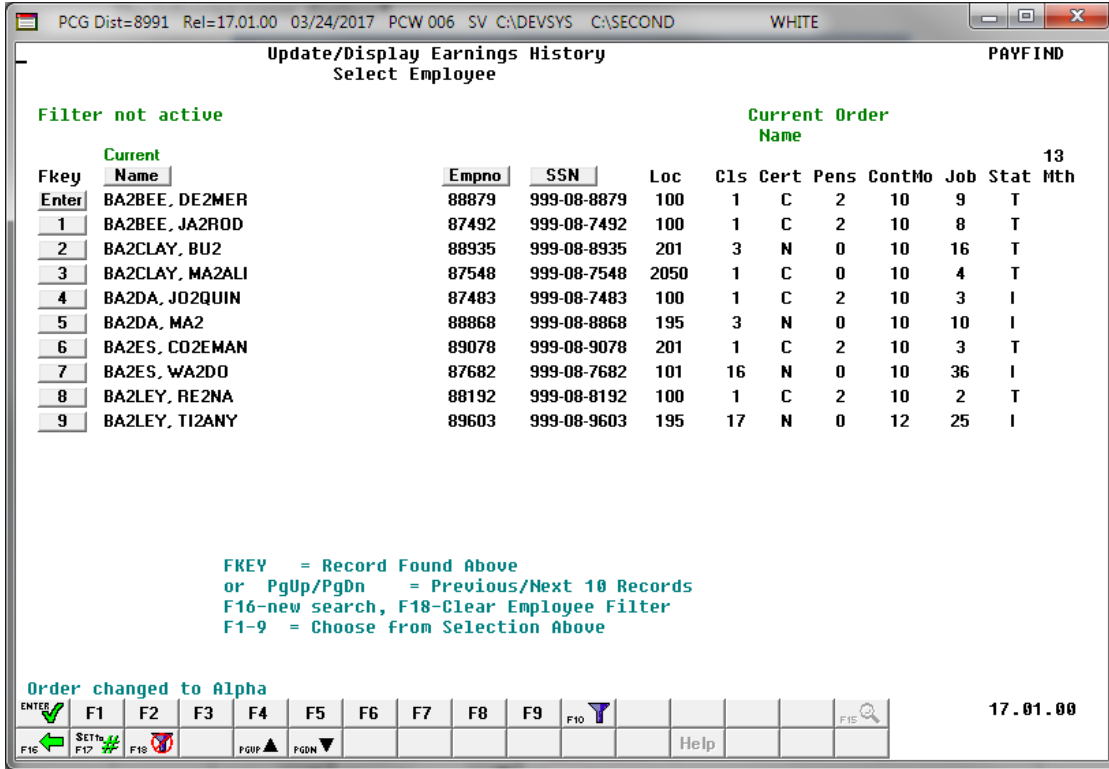 PCG Dist=8991 Rel=17.01.00 03/24/2017 PCW 006 SV C:\DEVSYS C:\SECOND WHITE
Update/Display Earnings History PAYFIND
Select Employee
Filter not active Current Order
Name
Current 13
Fkey Name Empno SSN Loc Cls Cert Pens ContMo Job Stat Mth
Enter BA2BEE, DE2MER 88879 999-08-8879 100 1 C 2 10 9 T
1 BA2BEE, JA2ROD 87492 999-08-7492 100 1 C 2 10 8 T
2 BA2CLAY, BU2 88935 999-08-8935 201 3 N 0 10 16 T
3 BA2CLAY, MA2ALI 87548 999-08-7548 2050 1 C 0 10 4 T
4 BA2DA, JO2QUIN 87483 999-08-7483 100 1 C 2 10 3 I
5 BA2DA, MA2 88868 999-08-8868 195 3 N 0 10 10 I
6 BA2ES, CO2EMAN 89078 999-08-9078 201 1 C 2 10 3 T
7 BA2ES, WA2DO 87682 999-08-7682 101 16 N 0 10 36 I
8 BA2LEY, RE2NA 88192 999-08-8192 100 1 C 2 10 2 T
9 BA2LEY, TI2ANY 89603 999-08-9603 195 17 N 0 12 25 I
FKEY = Record Found Above
or PgUp/PgDn = Previous/Next 10 Records
F16-new search, F18-Clear Employee Filter
F1-9 = Choose from Selection Above
Order changed to Alpha
ENTER F1 F2 F3 F4 F5 F6 F7 F8 F9 F10 F15 17.01.00
F16 SETto F17 # F18 PGUP PGDN Help